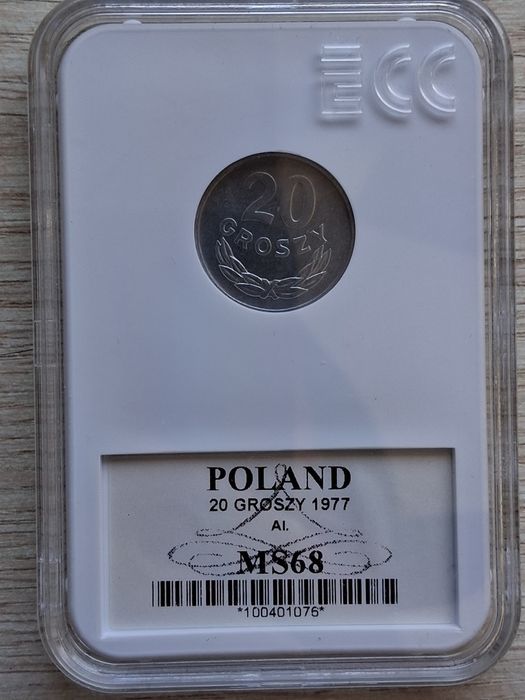 ECC
20
GROSZY
POLAND
20 GROSZY 1977
Al.
MS68
*100401076*